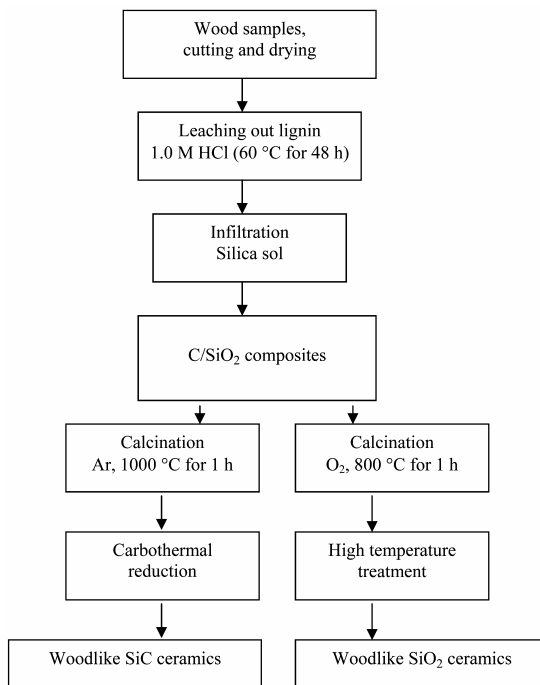 Wood samples,
cutting and drying
Leaching out lignin
1.0 M HCl (60 °C for 48 h)
Infiltration
Silica sol
C/SiO₂ composites
Calcination
Ar, 1000 °C for 1 h
Calcination
O₂, 800 °C for 1 h
Carbothermal
reduction
High temperature
treatment
Woodlike SiC ceramics
Woodlike SiO₂ ceramics